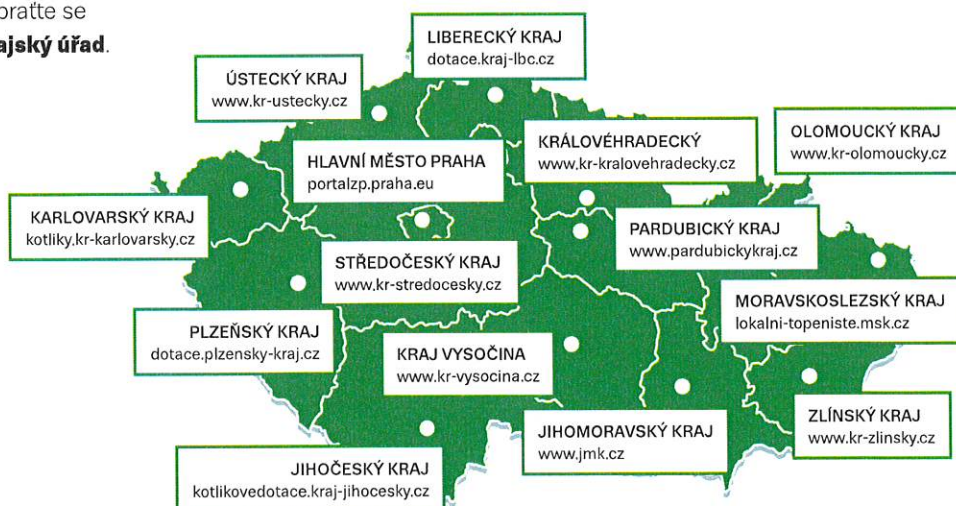 ajský úřad.
LIBERECKÝ KRAJ
dotace.kraj-lbc.cz
ÚSTECKÝ KRAJ
www.kr-ustecky.cz
OLOMOUCKÝ KRAJ
www.kr-olomoucky.cz
KRÁLOVÉHRADECKÝ
www.kr-kralovehradecky.cz
HLAVNÍ MĚSTO PRAHA
portalzp.praha.eu
KARLOVARSKÝ KRAJ
kotliky.kr-karlovarsky.cz
PARDUBICKÝ KRAJ
www.pardubickykraj.cz
STŘEDOČESKÝ KRAJ
www.kr-stredocesky.cz
MORAVSKOSLEZSKÝ KRAJ
lokalni-topeniste.msk.cz
PLZEŇSKÝ KRAJ
dotace.plzensky-kraj.cz
KRAJ VYSOČINA
www.kr-vysocina.cz
ZLÍNSKÝ KRAJ
www.kr-zlinsky.cz
JIHOMORAVSKÝ KRAJ
www.jmk.cz
JIHOČESKÝ KRAJ
kotlikovedotace.kraj-jihocesky.cz